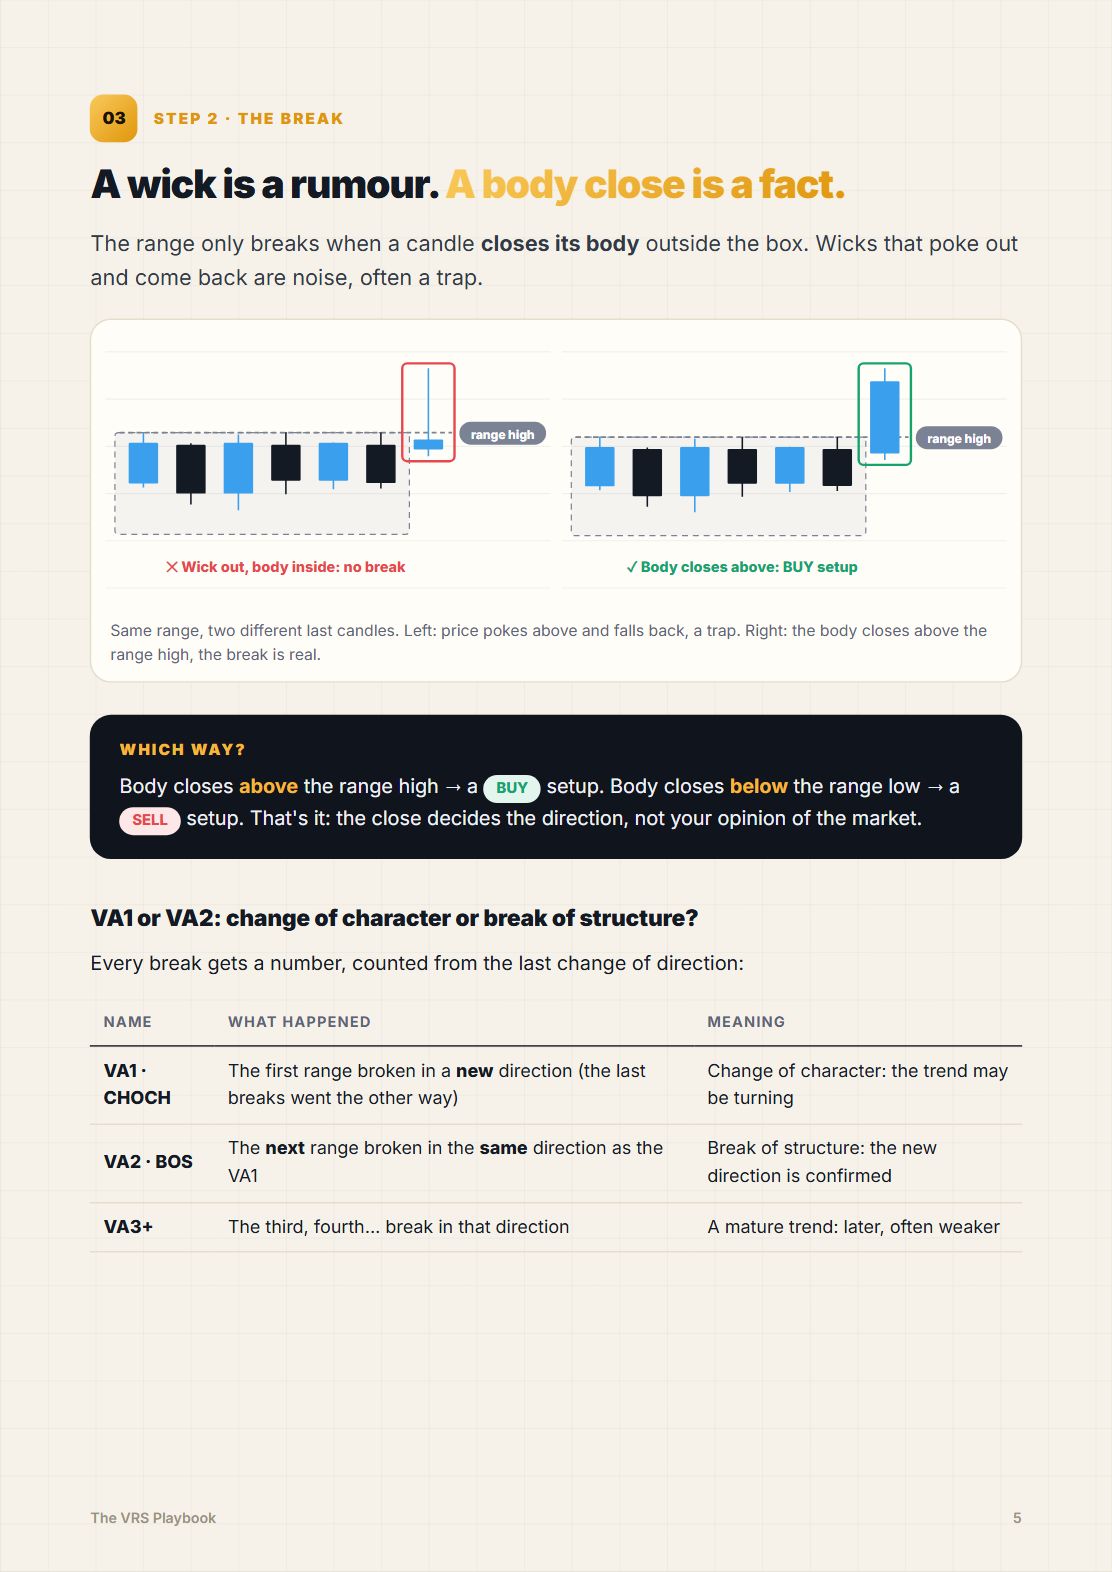 03
STEP 2 · THE BREAK
A wick is a rumour. A body close is a fact.
The range only breaks when a candle closes its body outside the box. Wicks that poke out
and come back are noise, often a trap.
range high
range high
✕ Wick out, body inside: no break
✓ Body closes above: BUY setup
Same range, two different last candles. Left: price pokes above and falls back, a trap. Right: the body closes above the
range high, the break is real.
WHICH WAY?
Body closes above the range high → a BUY setup. Body closes below the range low → a
SELL setup. That's it: the close decides the direction, not your opinion of the market.
VA1 or VA2: change of character or break of structure?
Every break gets a number, counted from the last change of direction:
NAME WHAT HAPPENED MEANING
VA1 ·
CHOCH
The first range broken in a new direction (the last
breaks went the other way)
Change of character: the trend may
be turning
VA2 · BOS
The next range broken in the same direction as the
VA1
Break of structure: the new
direction is confirmed
VA3+
The third, fourth... break in that direction
A mature trend: later, often weaker
The VRS Playbook
5